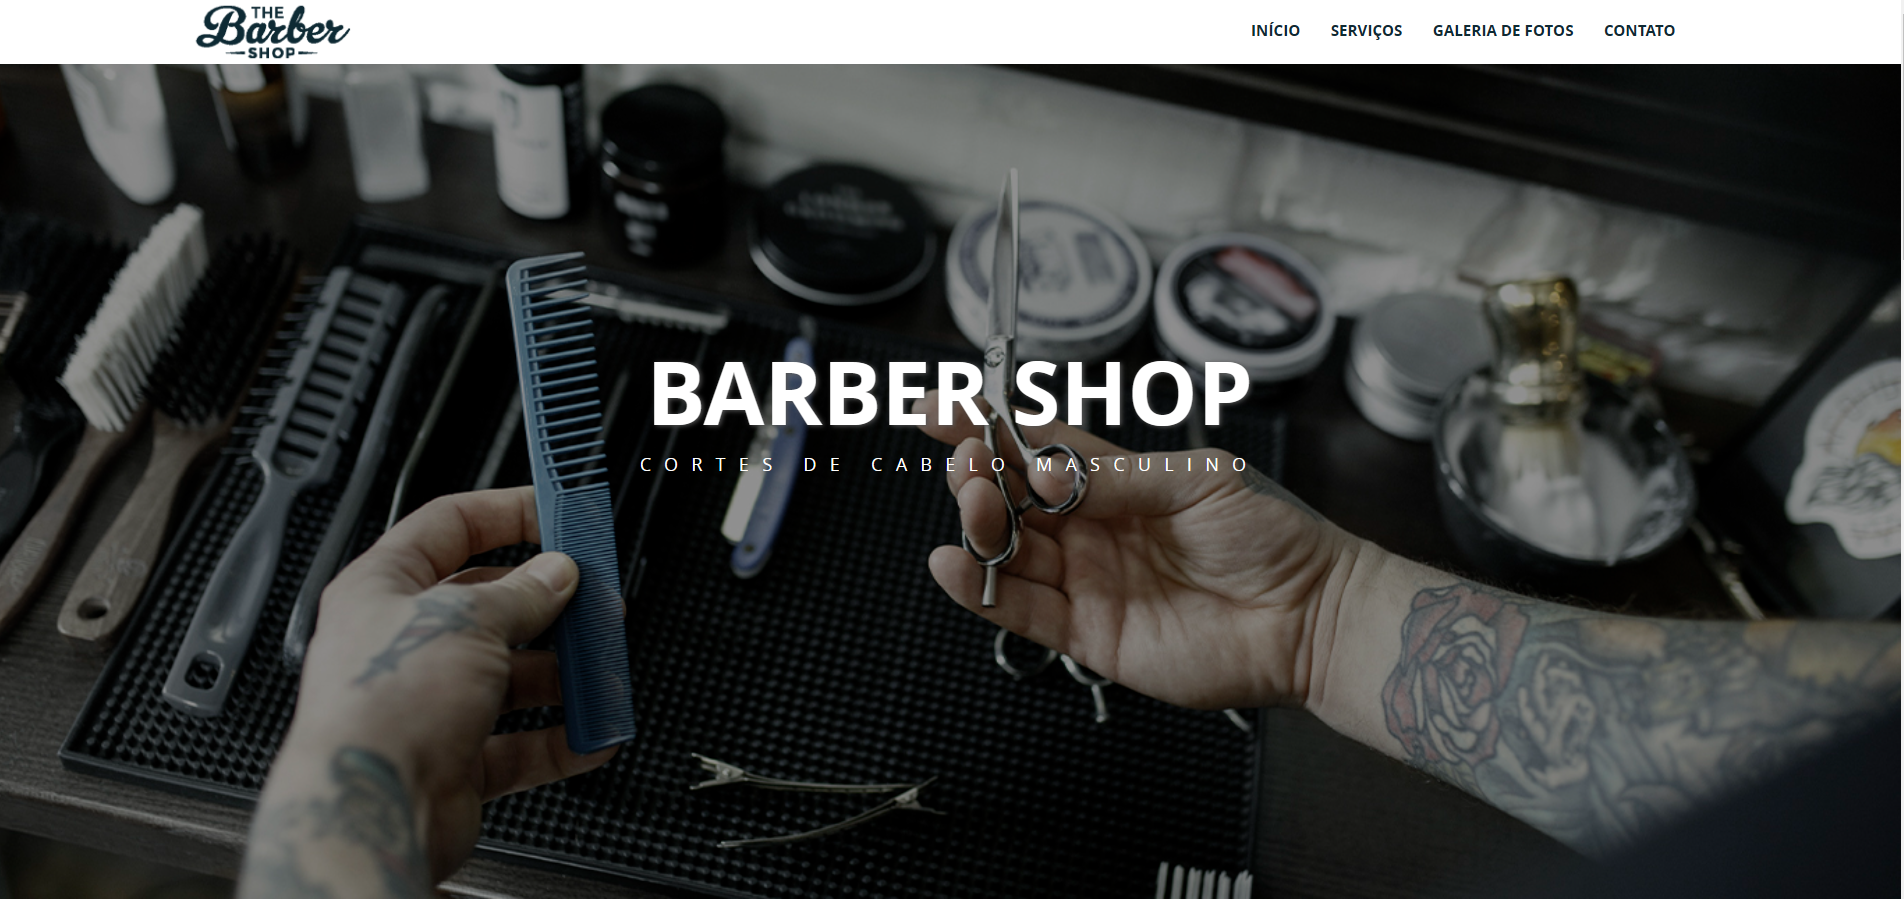 THE
Barber
SHOP
INÍCIO SERVIÇOS GALERIA DE FOTOS CONTATO
BARBER SHOP
CORTES DE CABELO MASCULINO